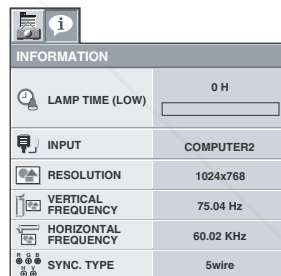 INFORMATION
LAMP TIME (LOW)
0 H
INPUT
COMPUTER2
RESOLUTION
1024x768
VERTICAL
FREQUENCY
75.04 Hz
HORIZONTAL
FREQUENCY
60.02 KHz
R G B
H V
SYNC. TYPE
5wire